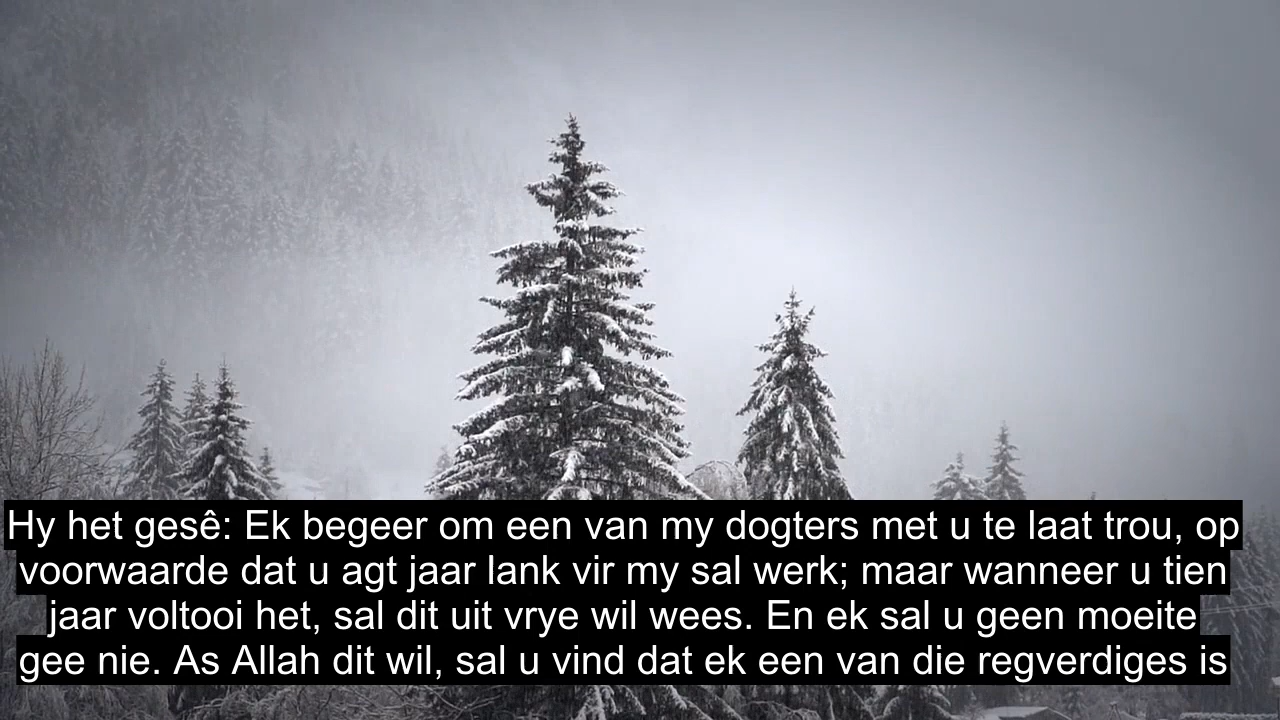 Hy het gesê: Ek begeer om een van my dogters met u te laat trou, op
voorwaarde dat u agt jaar lank vir my sal werk; maar wanneer u tien
jaar voltooi het, sal dit uit vrye wil wees. En ek sal u geen moeite
gee nie. As Allah dit wil, sal u vind dat ek een van die regverdiges is